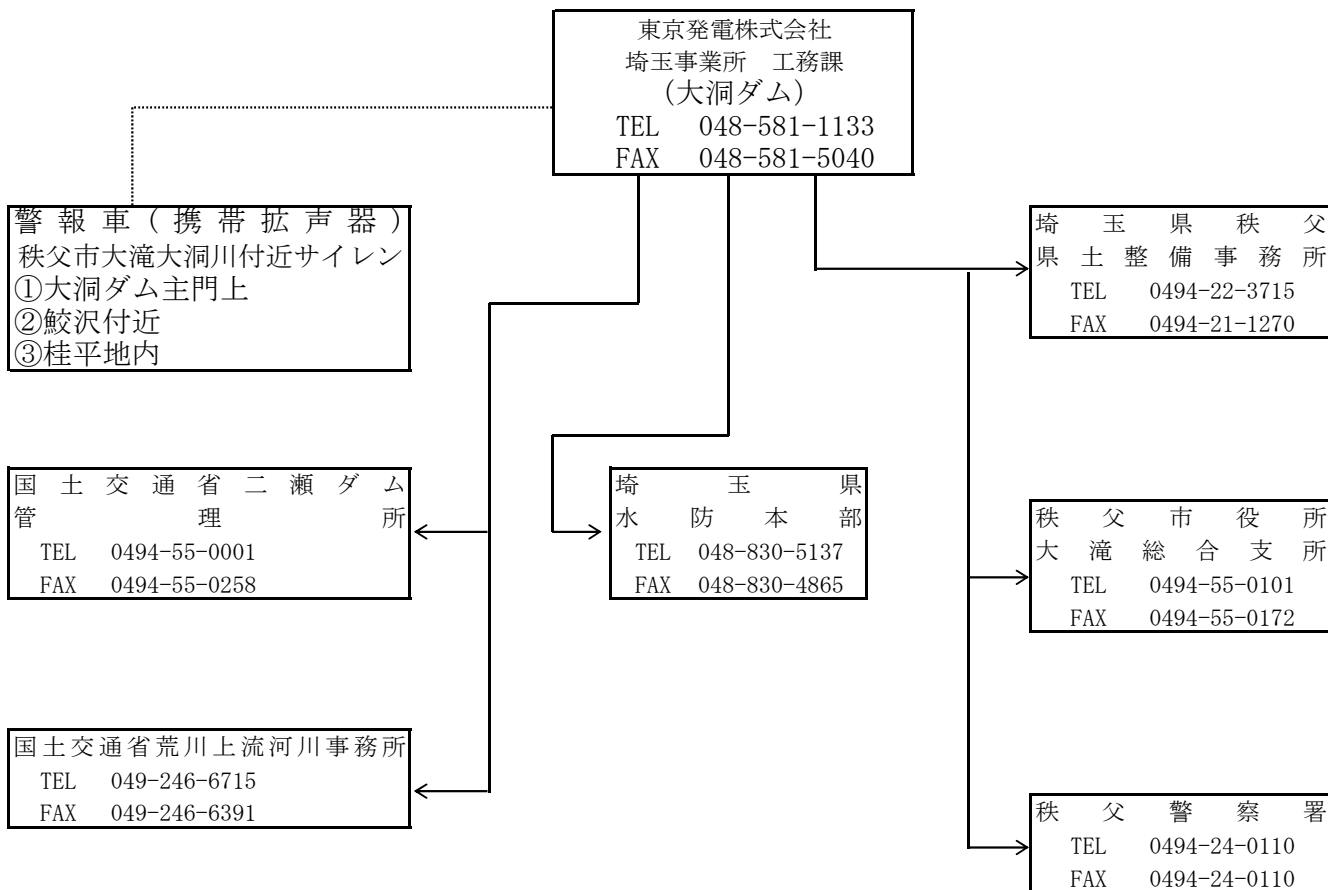 東京発電株式会社
埼玉事業所　工務課
(大洞ダム)
TEL 048-581-1133
FAX 048-581-5040
警報車(携帯拡声器)
秩父市大滝大洞川付近サイレン
①大洞ダム主門上
②鮫沢付近
③桂平地内
埼玉県秩父
県土整備事務所
TEL 0494-22-3715
FAX 0494-21-1270
国土交通省二瀬ダム
管理所
TEL 0494-55-0001
FAX 0494-55-0258
埼玉県
水防本部
TEL 048-830-5137
FAX 048-830-4865
秩父市役所
大滝総合支所
TEL 0494-55-0101
FAX 0494-55-0172
国土交通省荒川上流河川事務所
TEL 049-246-6715
FAX 049-246-6391
秩父警察署
TEL 0494-24-0110
FAX 0494-24-0110